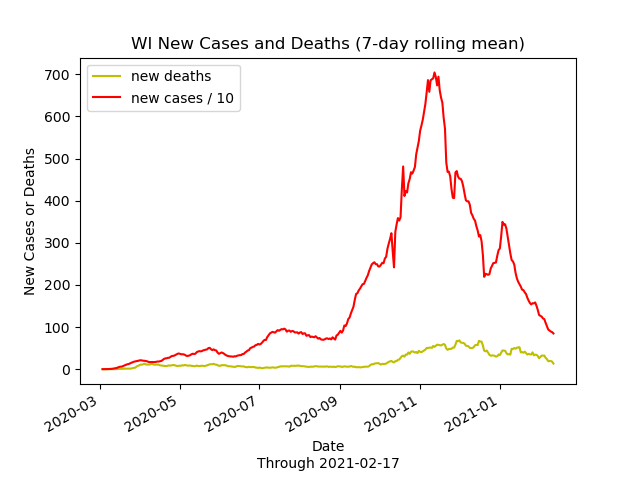 WI New Cases and Deaths (7-day rolling mean)
new deaths
new cases / 10
700
600
500
400
300
200
100
0
New Cases or Deaths
2020-03
2020-05
2020-07
2020-09
2020-11
2021-01
Date
Through 2021-02-17